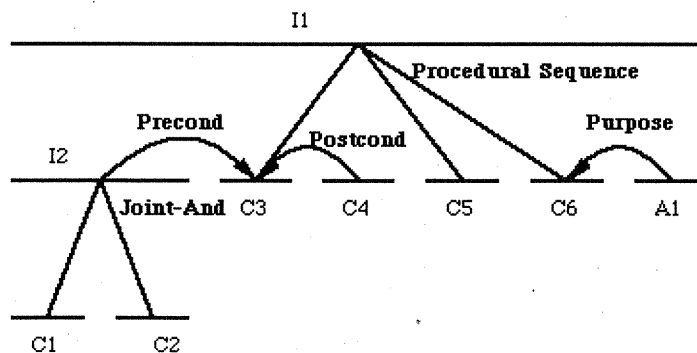 I1
Procedural Sequence
Precond
Postcond
Purpose
I2
Joint-And
C3
C4
C5
C6
A1
C1
C2